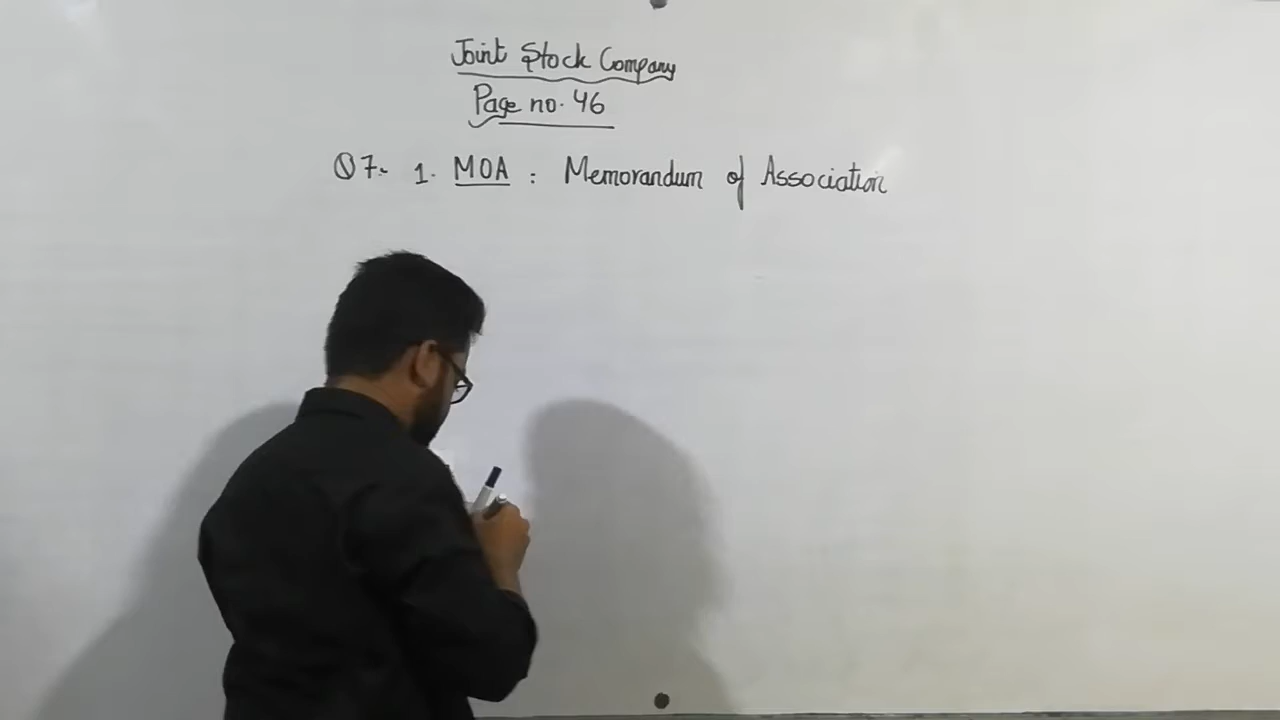 Joint Stock Company
Page no. 46
Q7. 1. MOA : Memorandum of Association